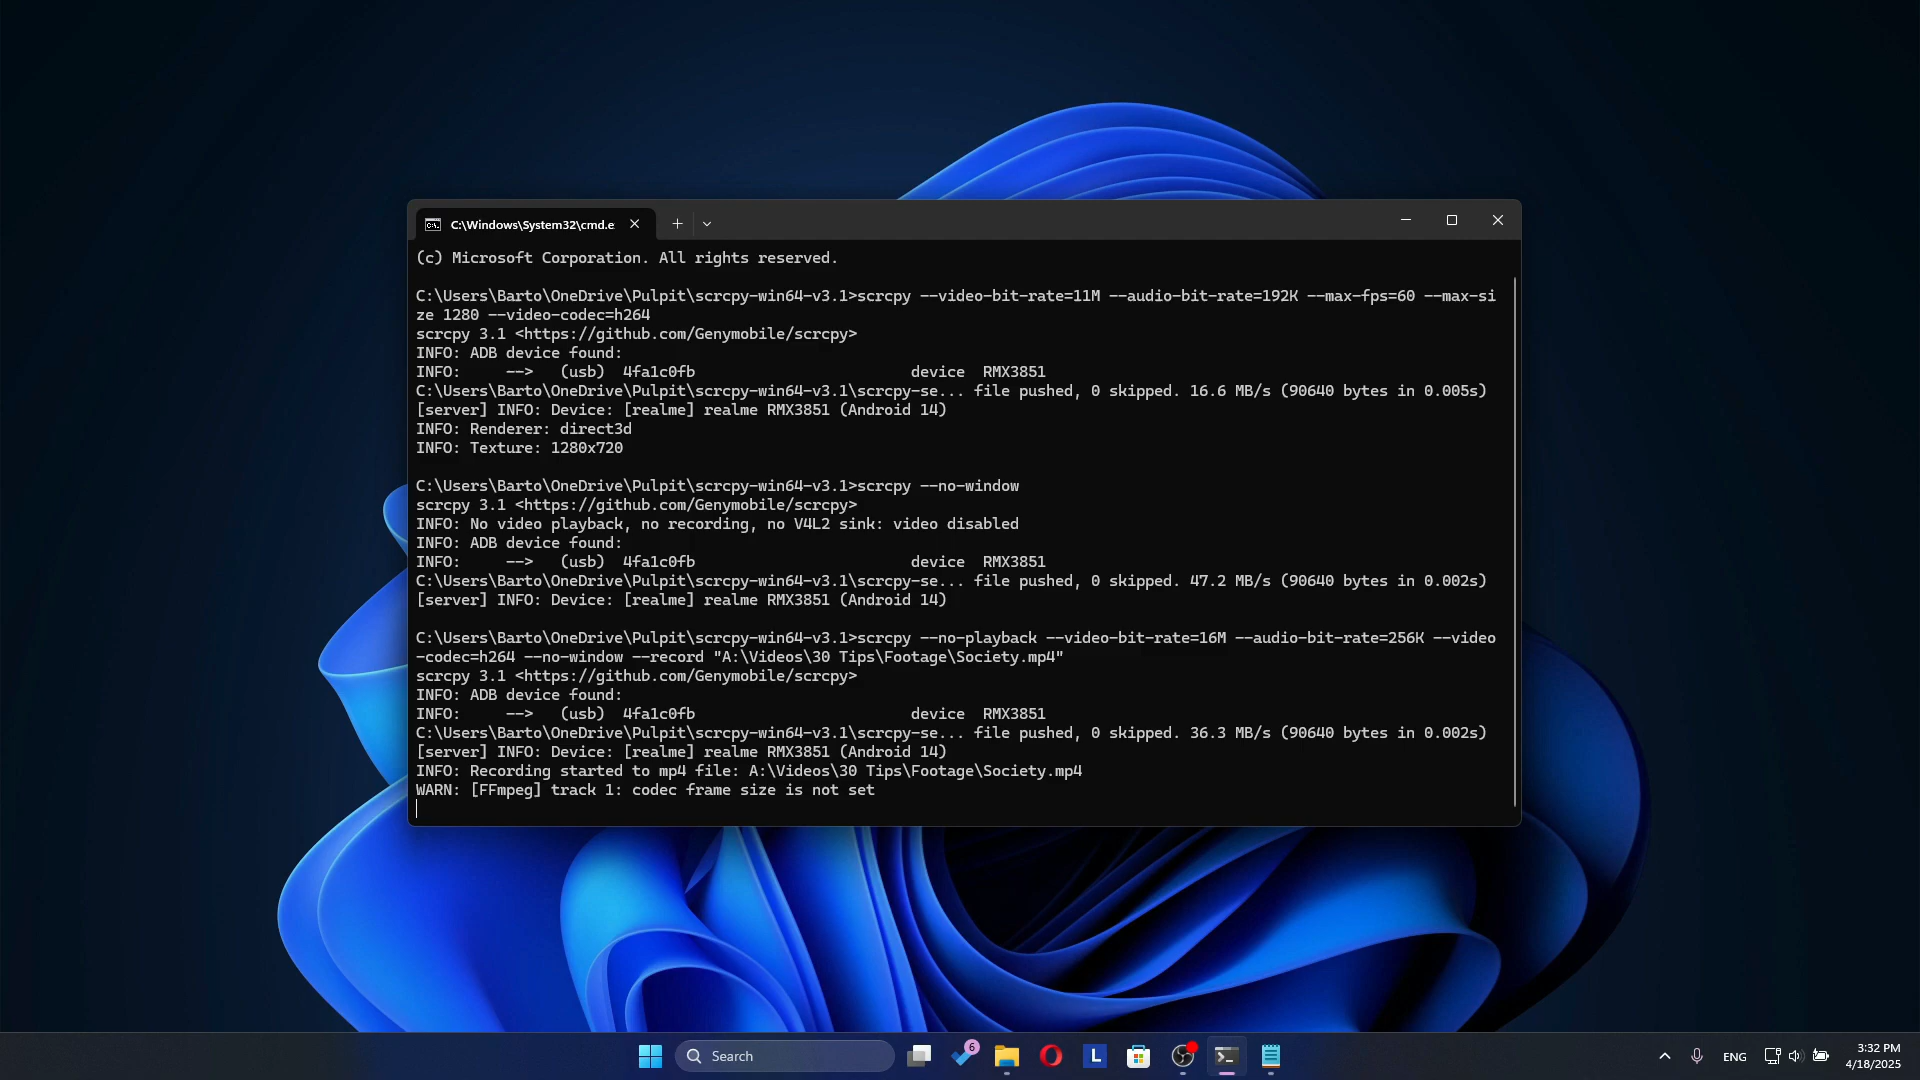 C:\Windows\System32\cmd.e
(c) Microsoft Corporation. All rights reserved.
C:\Users\Barto\OneDrive\Pulpit\scrcpy-win64-v3.1>scrcpy --video-bit-rate=11M --audio-bit-rate=192K --max-fps=60 --max-si
ze 1280 --video-codec=h264
scrcpy 3.1 <https://github.com/Genymobile/scrcpy>
INFO: ADB device found:
INFO:     -->   (usb)  4fa1c0fb                        device  RMX3851
C:\Users\Barto\OneDrive\Pulpit\scrcpy-win64-v3.1\scrcpy-se... file pushed, 0 skipped. 16.6 MB/s (90640 bytes in 0.005s)
[server] INFO: Device: [realme] realme RMX3851 (Android 14)
INFO: Renderer: direct3d
INFO: Texture: 1280x720
C:\Users\Barto\OneDrive\Pulpit\scrcpy-win64-v3.1>scrcpy --no-window
scrcpy 3.1 <https://github.com/Genymobile/scrcpy>
INFO: No video playback, no recording, no V4L2 sink: video disabled
INFO: ADB device found:
INFO:     -->   (usb)  4fa1c0fb                        device  RMX3851
C:\Users\Barto\OneDrive\Pulpit\scrcpy-win64-v3.1\scrcpy-se... file pushed, 0 skipped. 47.2 MB/s (90640 bytes in 0.002s)
[server] INFO: Device: [realme] realme RMX3851 (Android 14)
C:\Users\Barto\OneDrive\Pulpit\scrcpy-win64-v3.1>scrcpy --no-playback --video-bit-rate=16M --audio-bit-rate=256K --video
-codec=h264 --no-window --record "A:\Videos\30 Tips\Footage\Society.mp4"
scrcpy 3.1 <https://github.com/Genymobile/scrcpy>
INFO: ADB device found:
INFO:     -->   (usb)  4fa1c0fb                        device  RMX3851
C:\Users\Barto\OneDrive\Pulpit\scrcpy-win64-v3.1\scrcpy-se... file pushed, 0 skipped. 36.3 MB/s (90640 bytes in 0.002s)
[server] INFO: Device: [realme] realme RMX3851 (Android 14)
INFO: Recording started to mp4 file: A:\Videos\30 Tips\Footage\Society.mp4
WARN: [FFmpeg] track 1: codec frame size is not set
Search
6
L
ENG
3:32 PM
4/18/2025